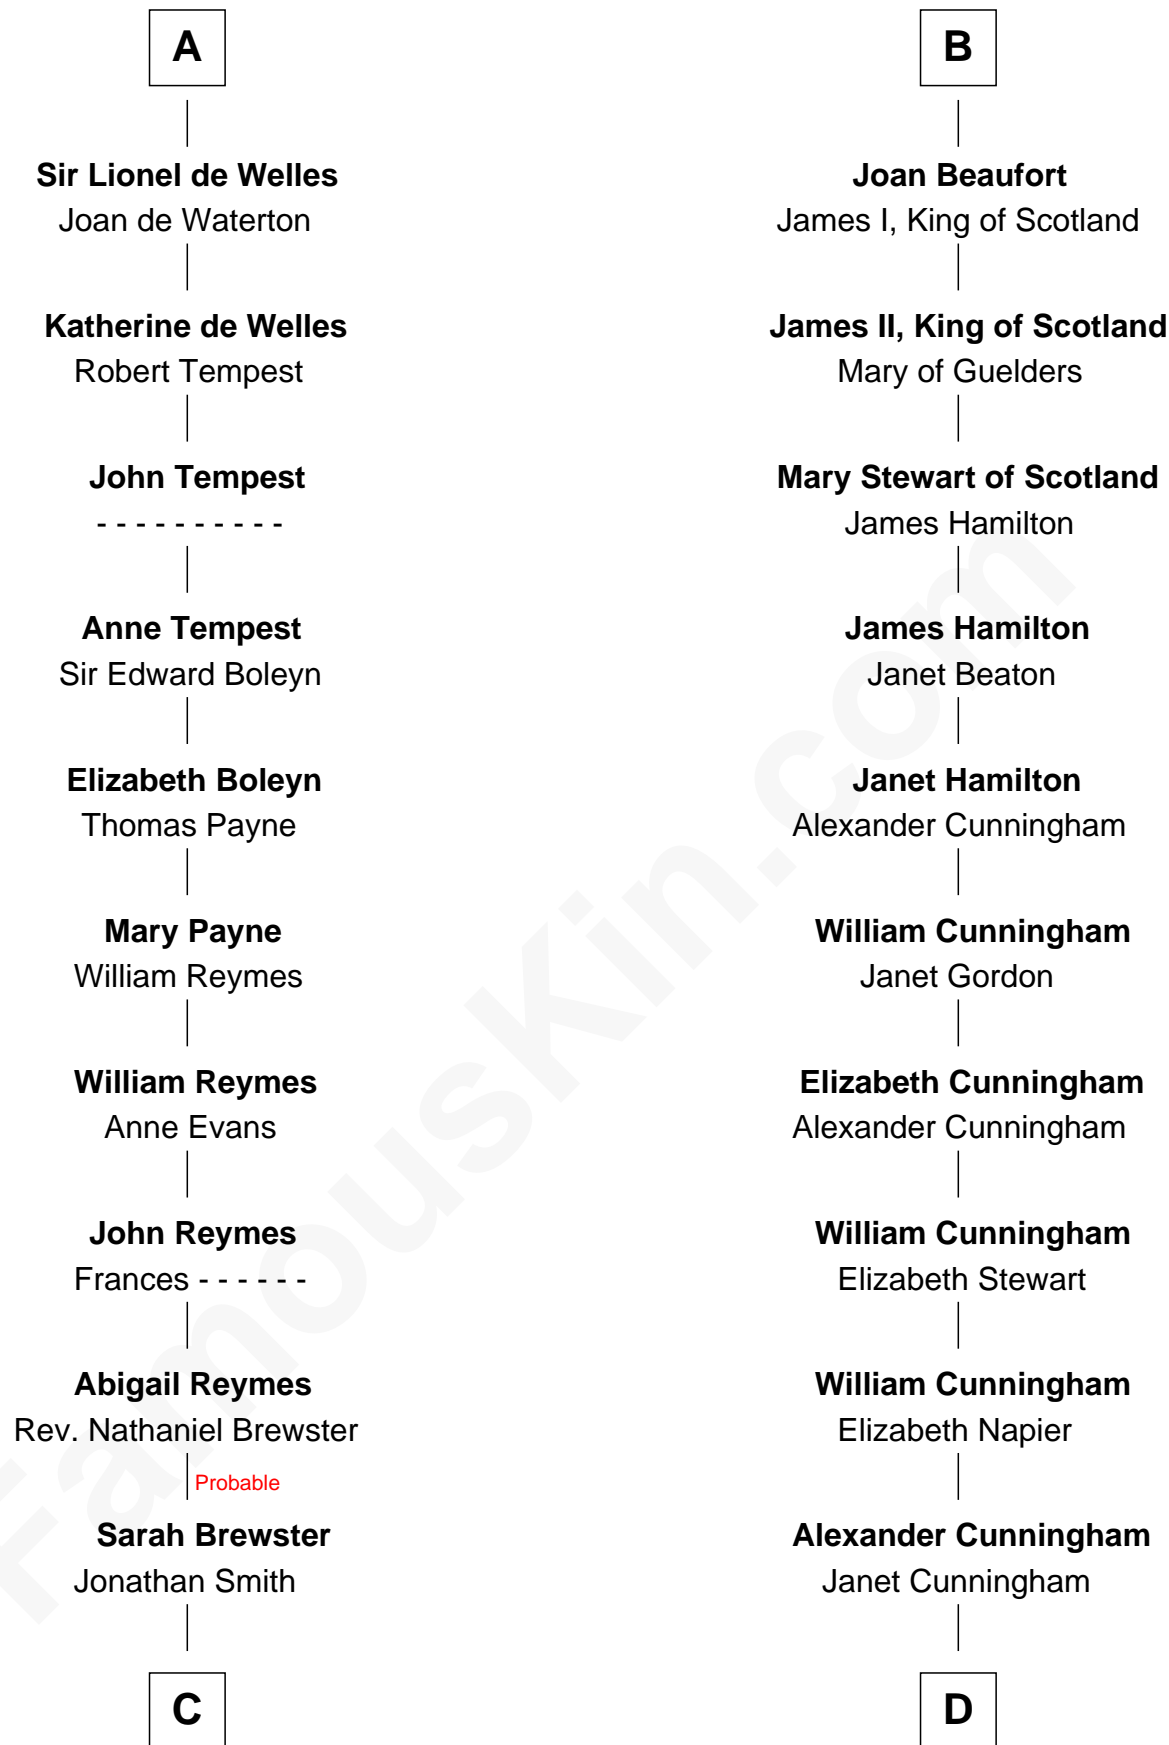 A
Sir Lionel de Welles
Joan de Waterton
Katherine de Welles
Robert Tempest
John Tempest
- - - - - - - - - -
Anne Tempest
Sir Edward Boleyn
Elizabeth Boleyn
Thomas Payne
Mary Payne
William Reymes
William Reymes
Anne Evans
John Reymes
Frances - - - - - -
Abigail Reymes
Rev. Nathaniel Brewster
Probable
Sarah Brewster
Jonathan Smith
C
B
Joan Beaufort
James I, King of Scotland
James II, King of Scotland
Mary of Guelders
Mary Stewart of Scotland
James Hamilton
James Hamilton
Janet Beaton
Janet Hamilton
Alexander Cunningham
William Cunningham
Janet Gordon
Elizabeth Cunningham
Alexander Cunningham
William Cunningham
Elizabeth Stewart
William Cunningham
Elizabeth Napier
Alexander Cunningham
Janet Cunningham
D
FamousKin.com